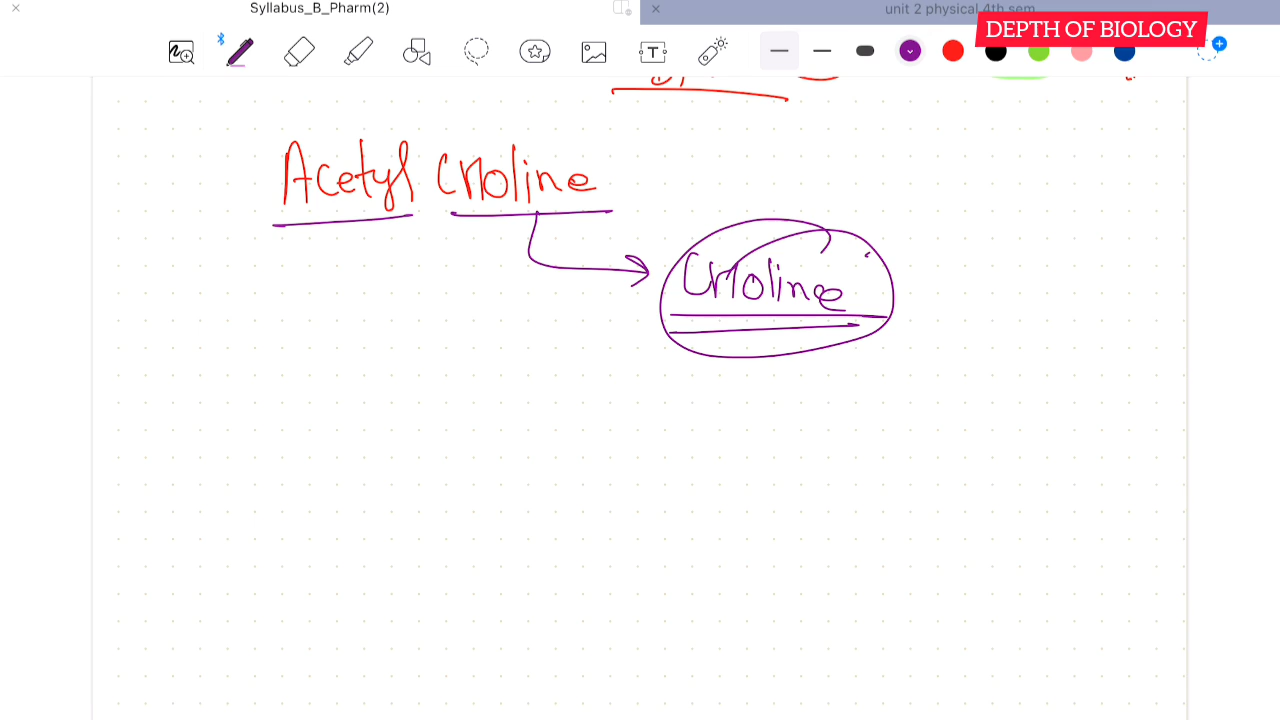 Syllabus_B_Pharm(2)
unit 2 physical 4th sem
DEPTH OF BIOLOGY
Acetyl Choline
Choline